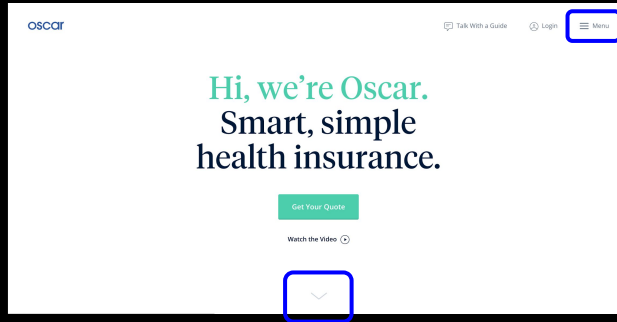 oscar
Talk With a Guide
Login
Menu
Hi, we're Oscar.
Smart, simple
health insurance.
Get Your Quote
Watch the Video